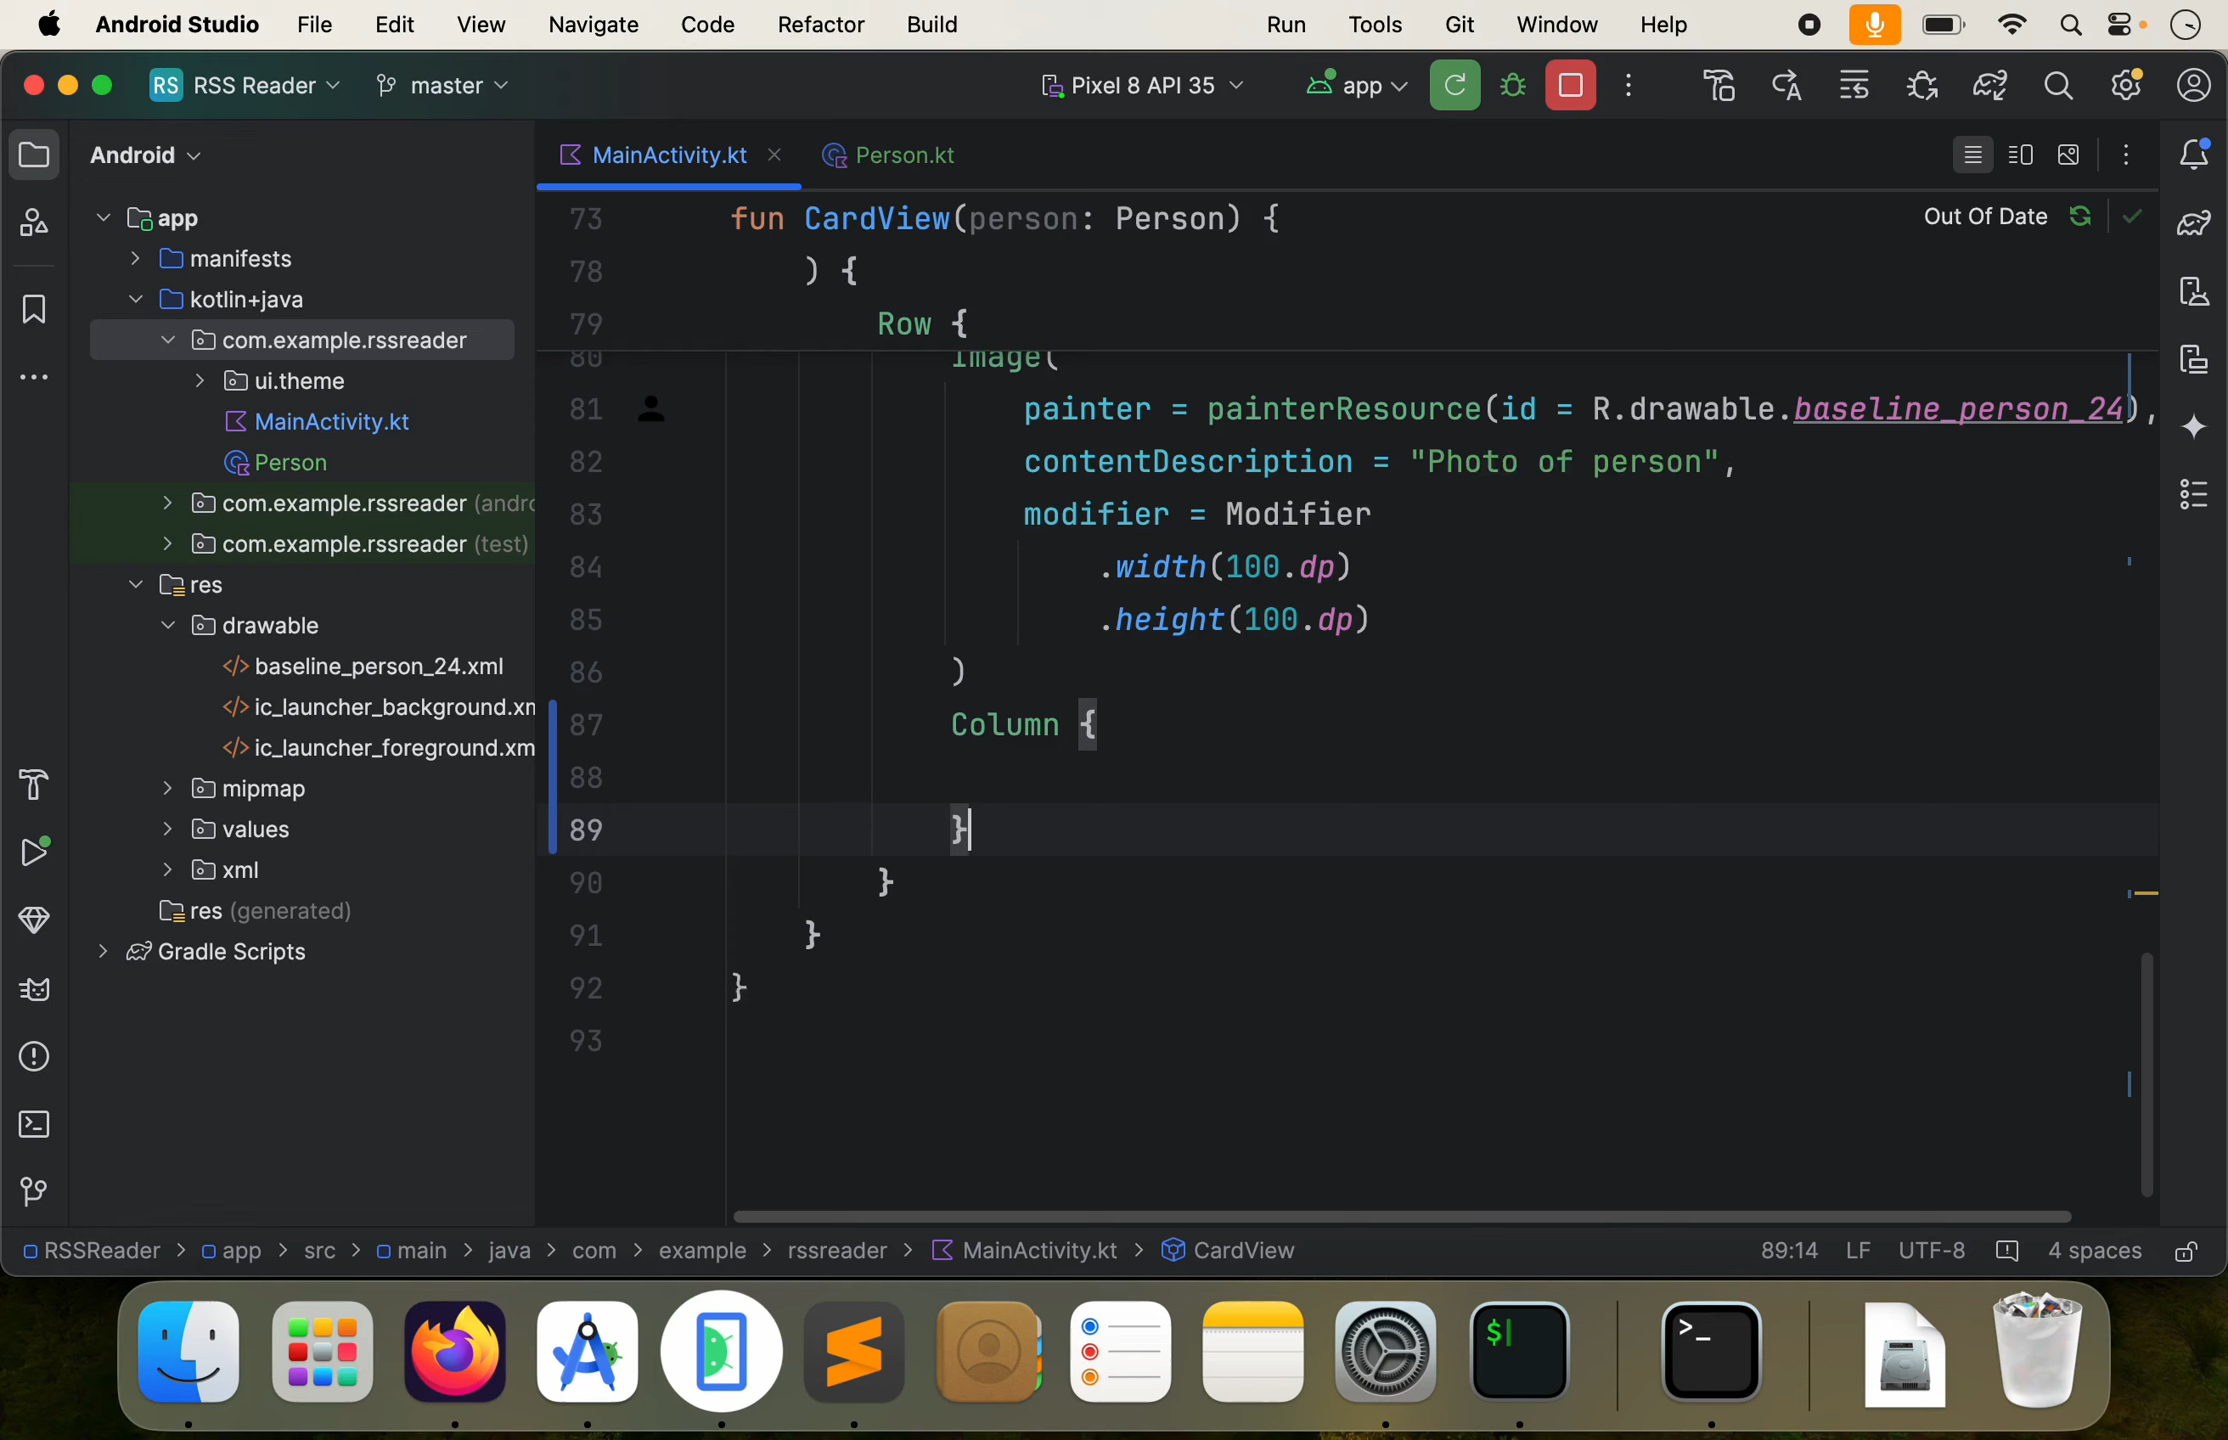 Android Studio File Edit View Navigate Code Refactor Build Run Tools Git Window Help
RS RSS Reader master Pixel 8 API 35 app
Android MainActivity.kt Person.kt
app
manifests
kotlin+java
com.example.rssreader
ui.theme
MainActivity.kt
Person
com.example.rssreader (andro
com.example.rssreader (test)
res
drawable
baseline_person_24.xml
ic_launcher_background.xm
ic_launcher_foreground.xm
mipmap
values
xml
res (generated)
Gradle Scripts
Out Of Date
73 fun CardView(person: Person) {
78 ) {
79 Row {
80 Image(
81 painter = painterResource(id = R.drawable.baseline_person_24),
82 contentDescription = "Photo of person",
83 modifier = Modifier
84 .width(100.dp)
85 .height(100.dp)
86 )
87 Column {
88
89 }
90 }
91 }
92 }
93
RSSReader > app > src > main > java > com > example > rssreader > MainActivity.kt > CardView 89:14 LF UTF-8 4 spaces
$
>_